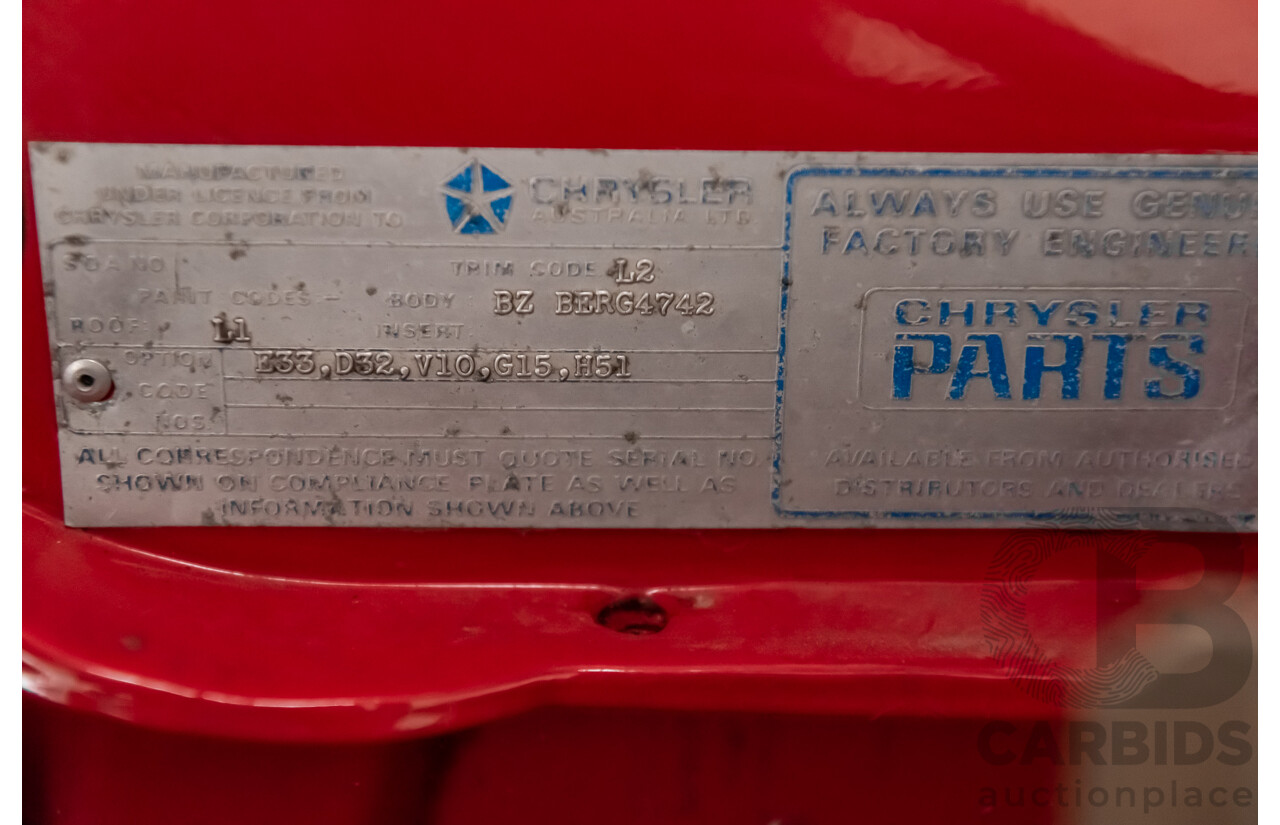 MANUFACTURED
UNDER LICENCE FROM
CHRYSLER CORPORATION TO
CHRYSLER
AUSTRALIA LTD
SOA NO
TRIM CODE L2
PAINT CODES - BODY BZ BERG4742
ROOF 11 INSERT
OPTION E33,D32,V10,G15,H51
CODE
NOS
ALL CORRESPONDENCE MUST QUOTE SERIAL NO.
SHOWN ON COMPLIANCE PLATE AS WELL AS
INFORMATION SHOWN ABOVE
ALWAYS USE GENU
FACTORY ENGINEER
CHRYSLER
PARTS
AVAILABLE FROM AUTHORISED
DISTRIBUTORS AND DEALERS
CB
CARBIDS
auctionplace